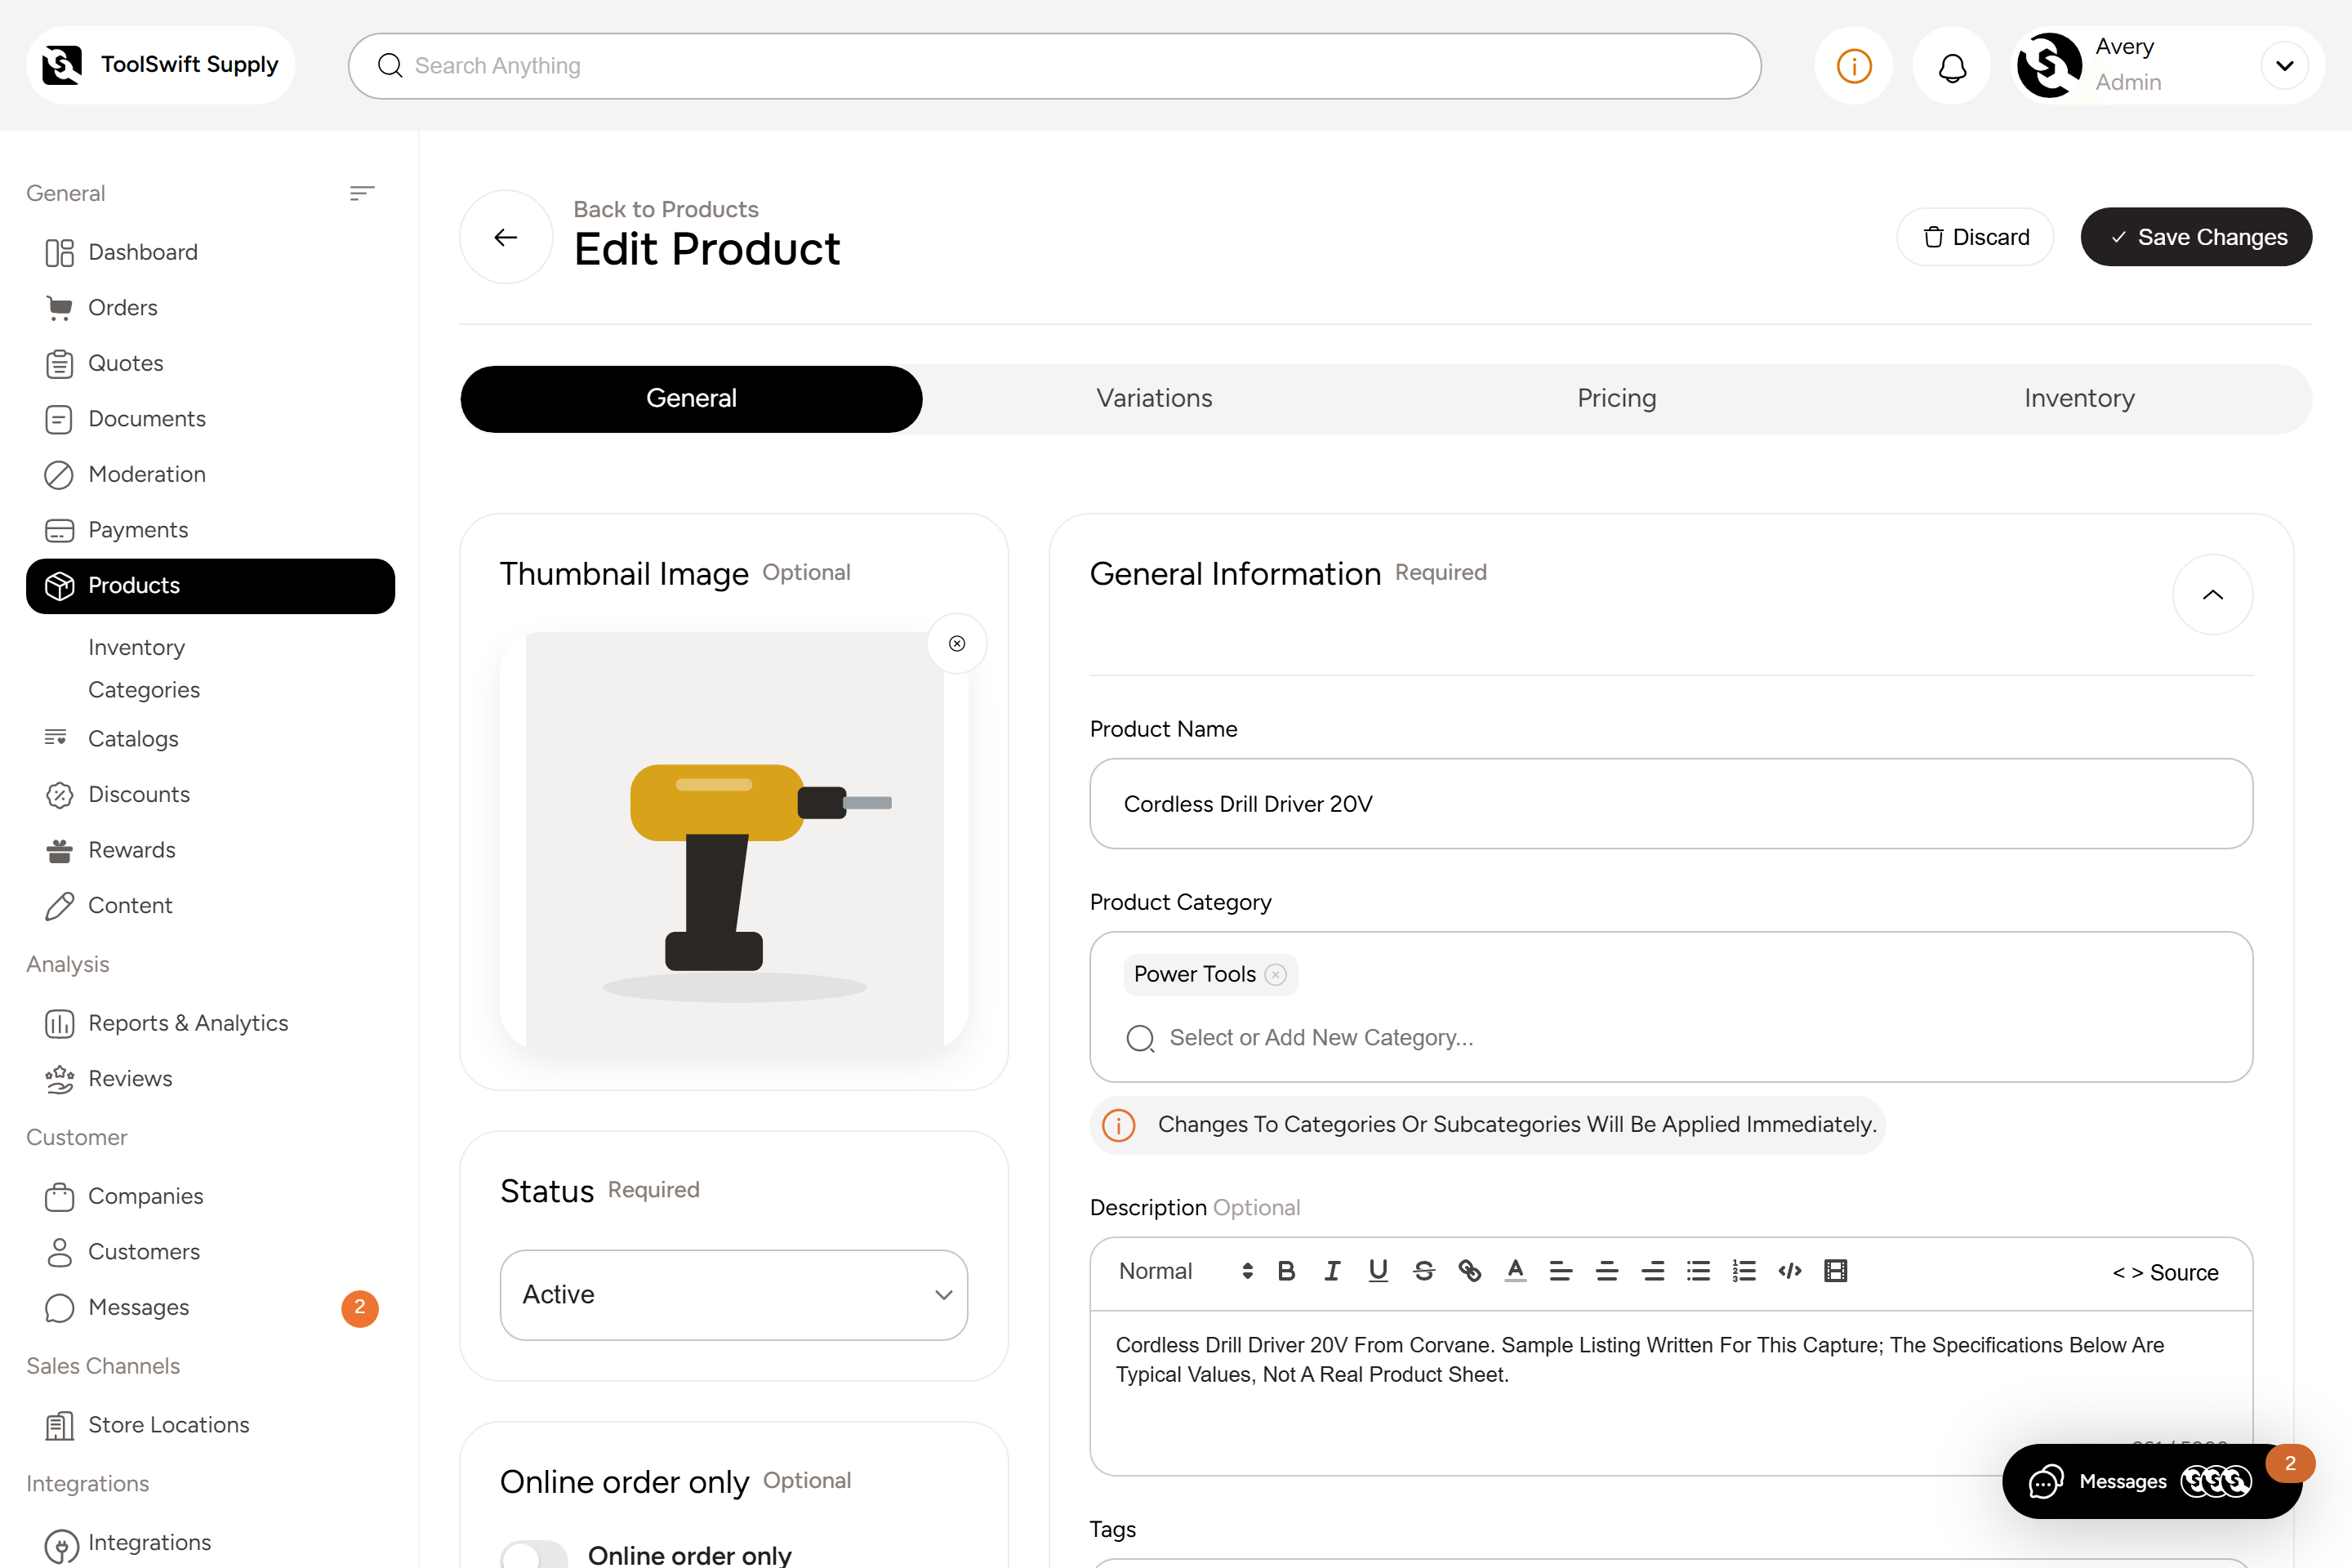 ToolSwift Supply
Search Anything
Avery
Admin
General
Dashboard
Orders
Quotes
Documents
Moderation
Payments
Products
Inventory
Categories
Catalogs
Discounts
Rewards
Content
Analysis
Reports & Analytics
Reviews
Customer
Companies
Customers
Messages
2
Sales Channels
Store Locations
Integrations
Integrations
Back to Products
Edit Product
Discard
Save Changes
General
Variations
Pricing
Inventory
Thumbnail Image Optional
Status Required
Active
Online order only Optional
Online order only
General Information Required
Product Name
Cordless Drill Driver 20V
Product Category
Power Tools
Select or Add New Category...
Changes To Categories Or Subcategories Will Be Applied Immediately.
Description Optional
Normal
< > Source
Cordless Drill Driver 20V From Corvane. Sample Listing Written For This Capture; The Specifications Below Are
Typical Values, Not A Real Product Sheet.
Tags
Messages
2